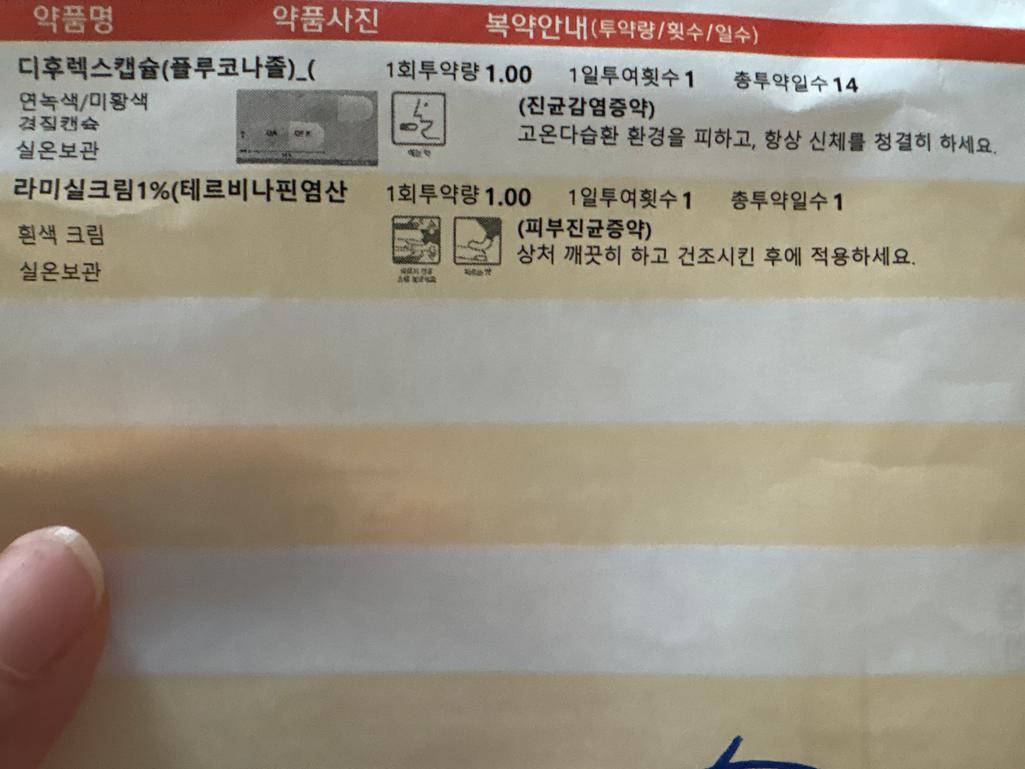 약품명 약품사진 복약안내(투약량/횟수/일수)
디후렉스캡슐(플루코나졸)_( 1회투약량 1.00 1일투여횟수 1 총투약일수 14
연녹색/미황색 (진균감염증약)
경질캡슐 고온다습환 환경을 피하고, 항상 신체를 청결히 하세요.
실온보관
라미실크림1%(테르비나핀염산 1회투약량 1.00 1일투여횟수 1 총투약일수 1
흰색 크림 (피부진균증약)
상처 깨끗히 하고 건조시킨 후에 적용하세요.
실온보관